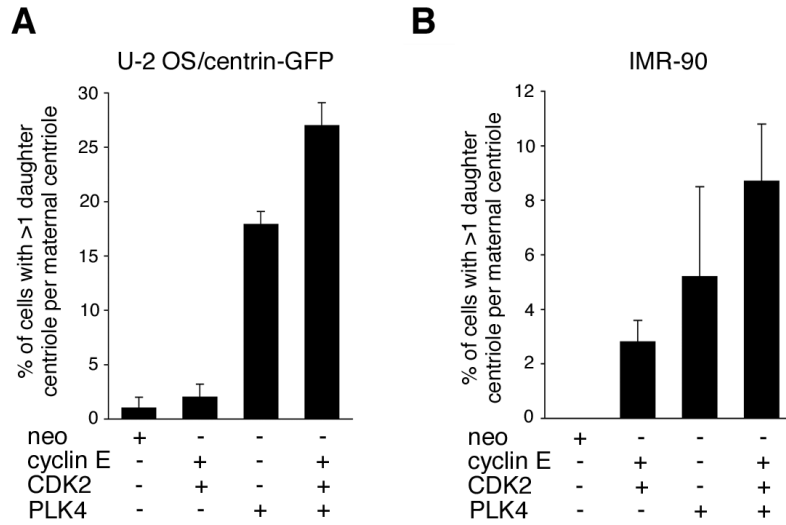 A
U-2 OS/centrin-GFP
% of cells with >1 daughter
centriole per maternal centriole
30
25
20
15
10
5
0
neo + - - -
cyclin E - + - +
CDK2 - + - +
PLK4 - - + +
B
IMR-90
% of cells with >1 daughter
centriole per maternal centriole
12
10
8
6
4
2
0
neo + - - -
cyclin E - + - +
CDK2 - + - +
PLK4 - - + +